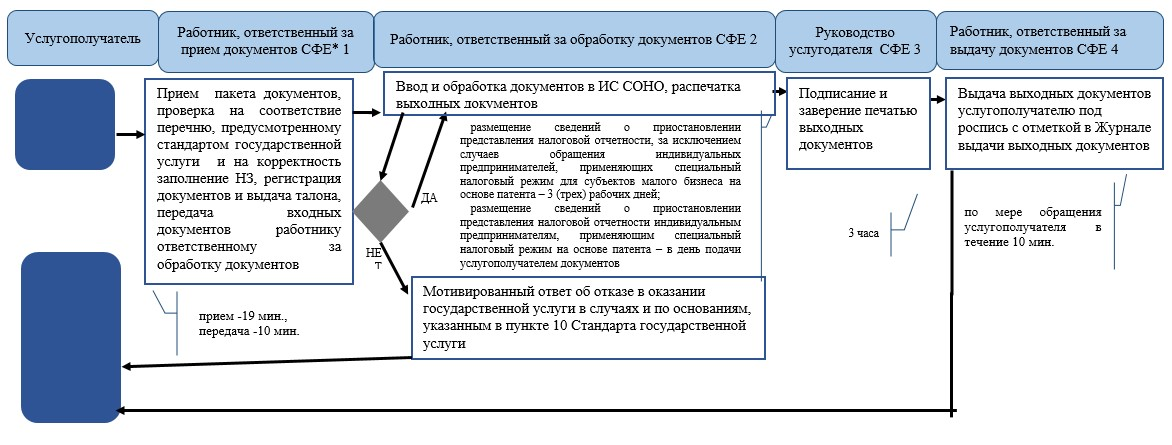 Услугополучатель
Работник, ответственный за
прием документов СФЕ* 1
Работник, ответственный за обработку документов СФЕ 2
Руководство
услугодателя СФЕ 3
Работник, ответственный за
выдачу документов СФЕ 4
Прием пакета документов,
проверка на соответствие
перечню, предусмотренному
стандартом государственной
услуги и на корректность
заполнение НЗ, регистрация
документов и выдача талона,
передача входных
документов работнику
ответственному за
обработку документов
прием -19 мин.,
передача -10 мин.
Ввод и обработка документов в ИС СОНО, распечатка
выходных документов
размещение сведений о приостановлении
представления налоговой отчетности, за исключением
случаев обращения индивидуальных
предпринимателей, применяющих специальный
налоговый режим для субъектов малого бизнеса на
основе патента – 3 (трех) рабочих дней;
размещение сведений о приостановлении
представления налоговой отчетности индивидуальным
предпринимателям, применяющим специальный
налоговый режим на основе патента – в день подачи
услугополучателем документов
ДА
НЕ
Т
Мотивированный ответ об отказе в оказании
государственной услуги в случаях и по основаниям,
указанным в пункте 10 Стандарта государственной
услуги
Подписание и
заверение печатью
выходных
документов
3 часа
Выдача выходных документов
услугополучателю под
роспись с отметкой в Журнале
выдачи выходных документов
по мере обращения
услугополучателя в
течение 10 мин.